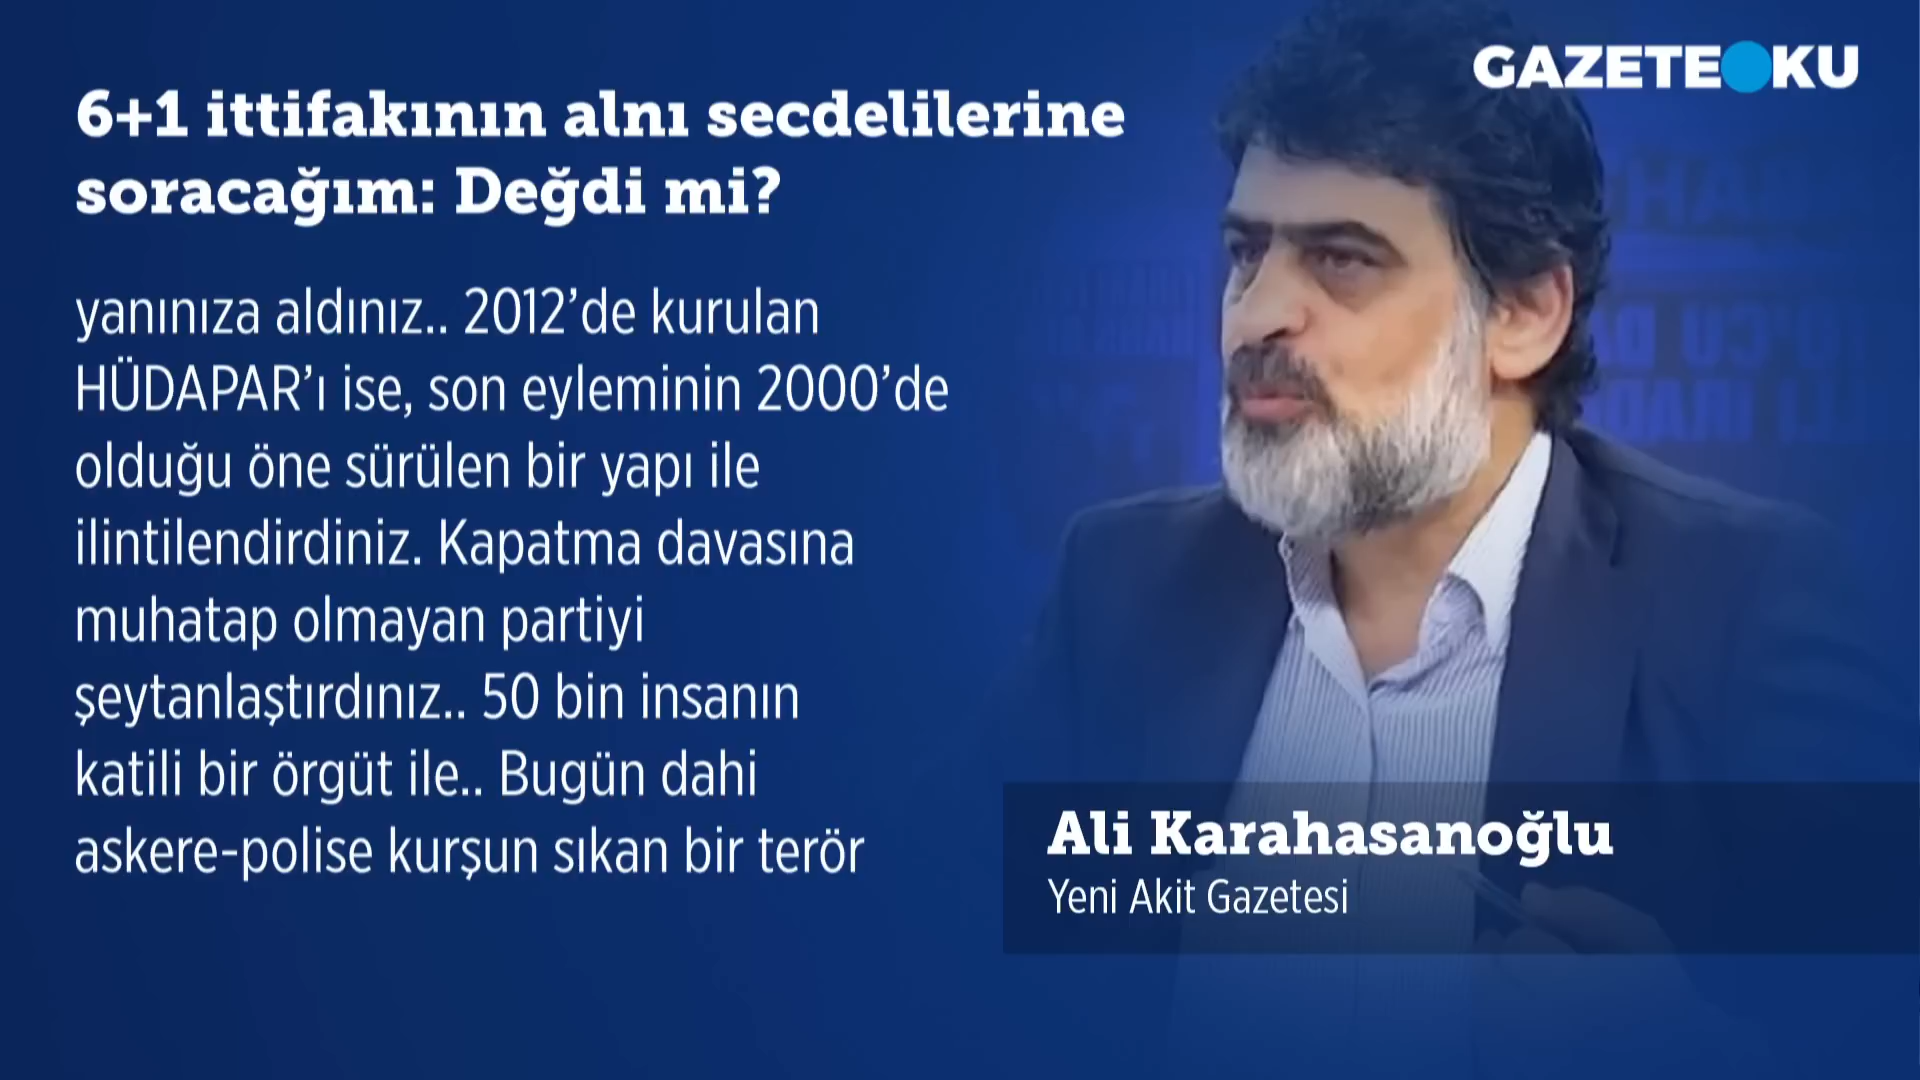 GAZETE KU
6+1 ittifakının alnı secdelilerine
soracağım: Değdi mi?
yanınıza aldınız.. 2012’de kurulan
HÜDAPAR’ı ise, son eyleminin 2000’de
olduğu öne sürülen bir yapı ile
ilintilendirdiniz. Kapatma davasına
muhatap olmayan partiyi
şeytanlaştırdınız.. 50 bin insanın
katili bir örgüt ile.. Bugün dahi
askere-polise kurşun sıkan bir terör
Ali Karahasanoğlu
Yeni Akit Gazetesi